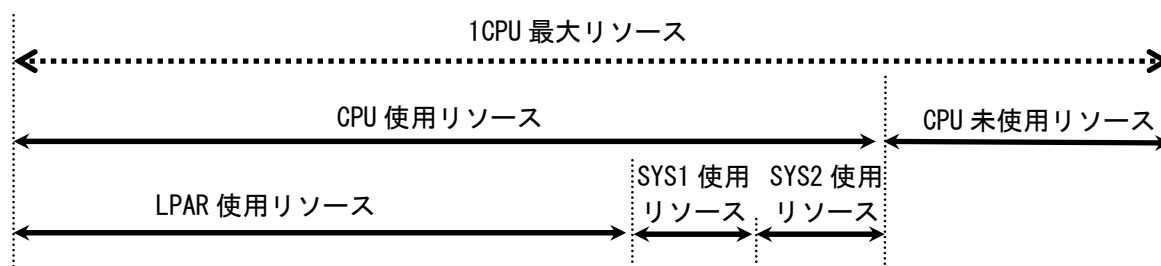 1CPU 最大リソース
CPU 使用リソース
CPU 未使用リソース
LPAR 使用リソース
SYS1 使用
リソース
SYS2 使用
リソース